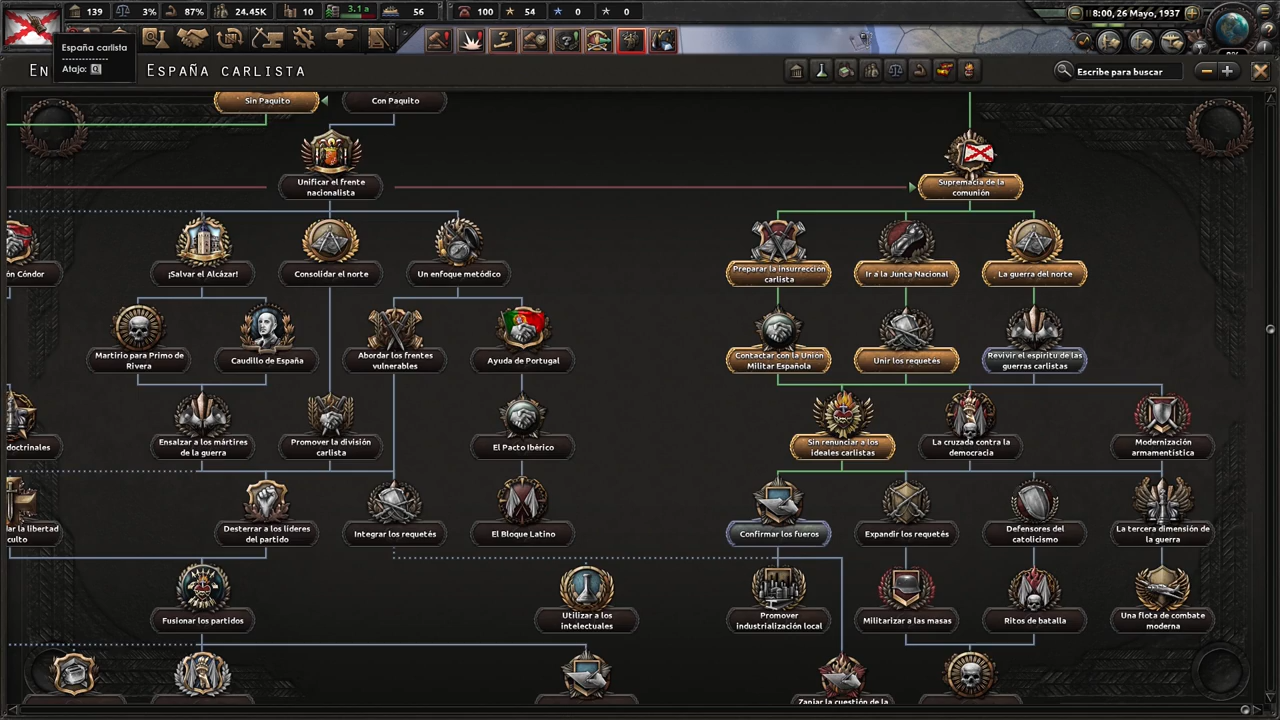 139
3%
87%
24.45K
10
3.1 a
56
100
54
0
0
8:00, 26 Mayo, 1937
España carlista
--------------
Atajo: Q
En
España carlista
Escribe para buscar
Sin Paquito
Con Paquito
Unificar el frente
nacionalista
Supremacía de la
comunión
ón Cóndor
¡Salvar el Alcázar!
Consolidar el norte
Un enfoque metódico
Preparar la insurrección
carlista
Ir a la Junta Nacional
La guerra del norte
Martirio para Primo de
Rivera
Caudillo de España
Abordar los frentes
vulnerables
Ayuda de Portugal
Contactar con la Unión
Militar Española
Unir los requetés
Revivir el espíritu de las
guerras carlistas
doctrinales
Ensalzar a los mártires
de la guerra
Promover la división
carlista
El Pacto Ibérico
Sin renunciar a los
ideales carlistas
La cruzada contra la
democracia
Modernización
armamentística
dar la libertad
culto
Desterrar a los líderes
del partido
Integrar los requetés
El Bloque Latino
Confirmar los fueros
Expandir los requetés
Defensores del
catolicismo
La tercera dimensión de
la guerra
Fusionar los partidos
Utilizar a los
intelectuales
Promover
industrialización local
Militarizar a las masas
Ritos de batalla
Una flota de combate
moderna
Zanjar la cuestión de la